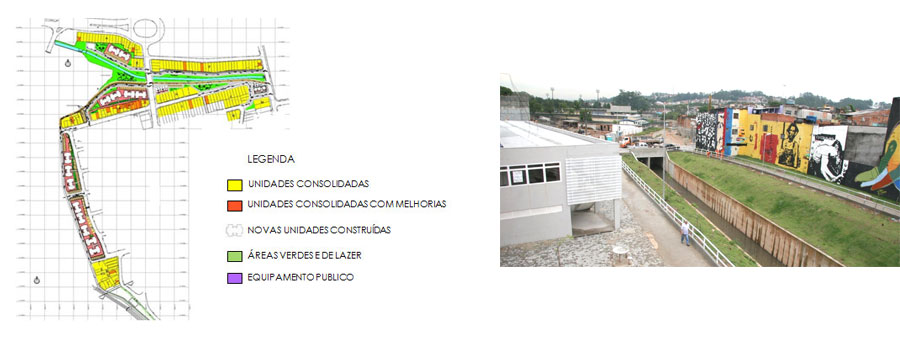 LEGENDA
UNIDADES CONSOLIDADAS
UNIDADES CONSOLIDADAS COM MELHORIAS
NOVAS UNIDADES CONSTRUÍDAS
ÁREAS VERDES E DE LAZER
EQUIPAMENTO PUBLICO